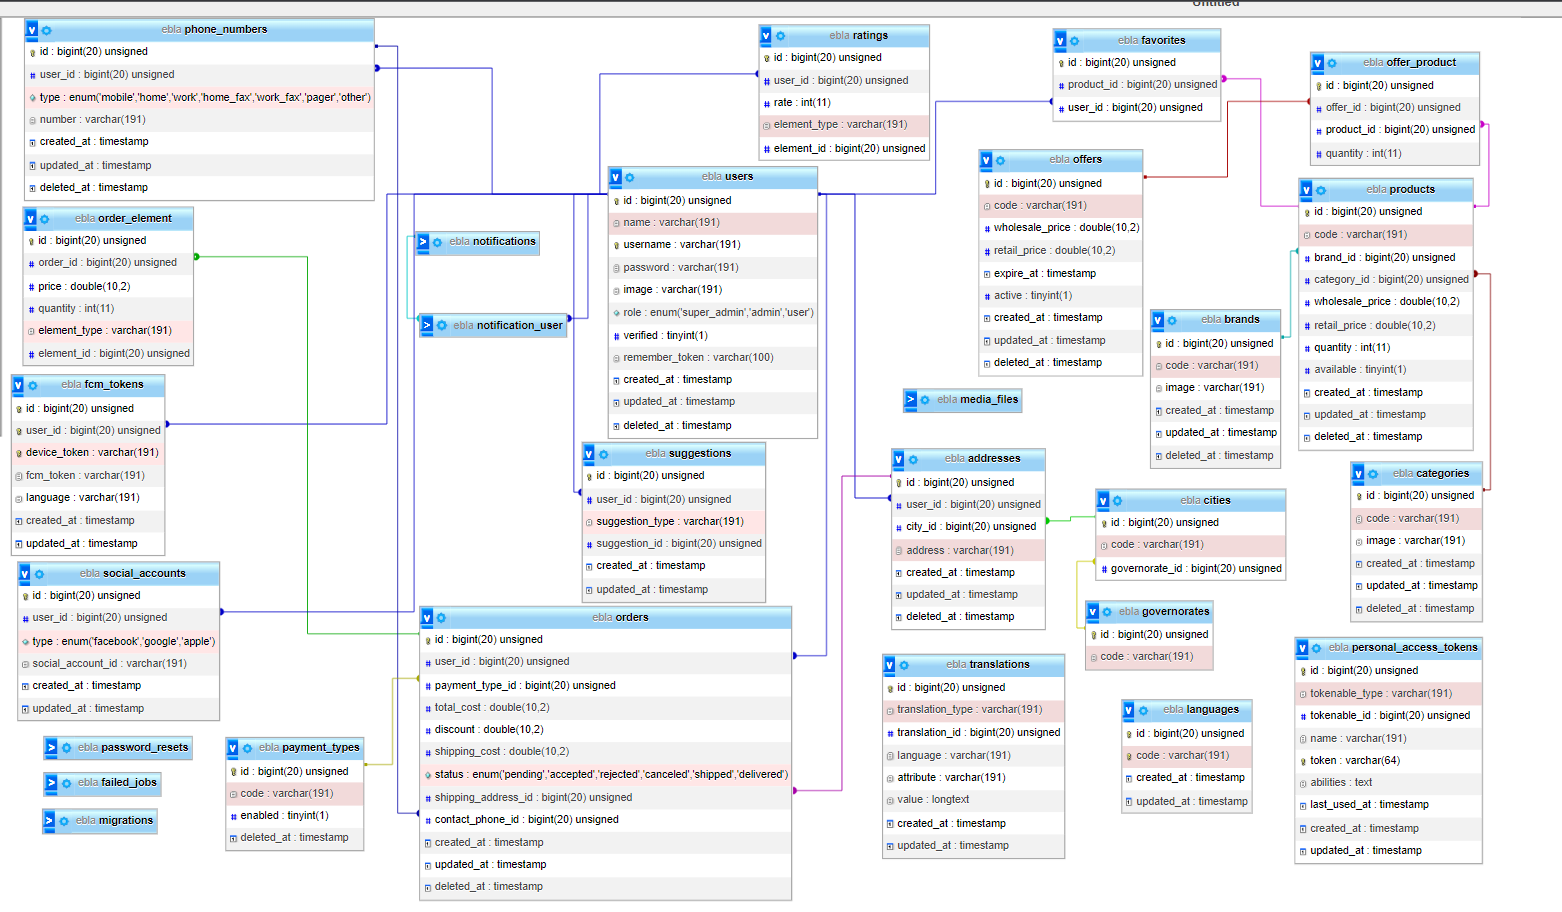 Untitled
ebla phone_numbers
id : bigint(20) unsigned
user_id : bigint(20) unsigned
type : enum('mobile','home','work','home_fax','work_fax','pager','other')
number : varchar(191)
created_at : timestamp
updated_at : timestamp
deleted_at : timestamp
ebla ratings
id : bigint(20) unsigned
user_id : bigint(20) unsigned
rate : int(11)
element_type : varchar(191)
element_id : bigint(20) unsigned
ebla favorites
id : bigint(20) unsigned
product_id : bigint(20) unsigned
user_id : bigint(20) unsigned
ebla offer_product
id : bigint(20) unsigned
offer_id : bigint(20) unsigned
product_id : bigint(20) unsigned
quantity : int(11)
ebla users
id : bigint(20) unsigned
name : varchar(191)
username : varchar(191)
password : varchar(191)
image : varchar(191)
role : enum('super_admin','admin','user')
verified : tinyint(1)
remember_token : varchar(100)
created_at : timestamp
updated_at : timestamp
deleted_at : timestamp
ebla offers
id : bigint(20) unsigned
code : varchar(191)
wholesale_price : double(10,2)
retail_price : double(10,2)
expire_at : timestamp
active : tinyint(1)
created_at : timestamp
updated_at : timestamp
deleted_at : timestamp
ebla products
id : bigint(20) unsigned
code : varchar(191)
brand_id : bigint(20) unsigned
category_id : bigint(20) unsigned
wholesale_price : double(10,2)
retail_price : double(10,2)
quantity : int(11)
available : tinyint(1)
created_at : timestamp
updated_at : timestamp
deleted_at : timestamp
ebla order_element
id : bigint(20) unsigned
order_id : bigint(20) unsigned
price : double(10,2)
quantity : int(11)
element_type : varchar(191)
element_id : bigint(20) unsigned
ebla notifications
ebla notification_user
ebla brands
id : bigint(20) unsigned
code : varchar(191)
image : varchar(191)
created_at : timestamp
updated_at : timestamp
deleted_at : timestamp
ebla fcm_tokens
id : bigint(20) unsigned
user_id : bigint(20) unsigned
device_token : varchar(191)
fcm_token : varchar(191)
language : varchar(191)
created_at : timestamp
updated_at : timestamp
ebla media_files
ebla suggestions
id : bigint(20) unsigned
user_id : bigint(20) unsigned
suggestion_type : varchar(191)
suggestion_id : bigint(20) unsigned
created_at : timestamp
updated_at : timestamp
ebla addresses
id : bigint(20) unsigned
user_id : bigint(20) unsigned
city_id : bigint(20) unsigned
address : varchar(191)
created_at : timestamp
updated_at : timestamp
deleted_at : timestamp
ebla cities
id : bigint(20) unsigned
code : varchar(191)
governorate_id : bigint(20) unsigned
ebla categories
id : bigint(20) unsigned
code : varchar(191)
image : varchar(191)
created_at : timestamp
updated_at : timestamp
deleted_at : timestamp
ebla social_accounts
id : bigint(20) unsigned
user_id : bigint(20) unsigned
type : enum('facebook','google','apple')
social_account_id : varchar(191)
created_at : timestamp
updated_at : timestamp
ebla orders
id : bigint(20) unsigned
user_id : bigint(20) unsigned
payment_type_id : bigint(20) unsigned
total_cost : double(10,2)
discount : double(10,2)
shipping_cost : double(10,2)
status : enum('pending','accepted','rejected','canceled','shipped','delivered')
shipping_address_id : bigint(20) unsigned
contact_phone_id : bigint(20) unsigned
created_at : timestamp
updated_at : timestamp
deleted_at : timestamp
ebla governorates
id : bigint(20) unsigned
code : varchar(191)
ebla translations
id : bigint(20) unsigned
translation_type : varchar(191)
translation_id : bigint(20) unsigned
language : varchar(191)
attribute : varchar(191)
value : longtext
created_at : timestamp
updated_at : timestamp
ebla personal_access_tokens
id : bigint(20) unsigned
tokenable_type : varchar(191)
tokenable_id : bigint(20) unsigned
name : varchar(191)
token : varchar(64)
abilities : text
last_used_at : timestamp
created_at : timestamp
updated_at : timestamp
ebla languages
id : bigint(20) unsigned
code : varchar(191)
created_at : timestamp
updated_at : timestamp
ebla password_resets
ebla failed_jobs
ebla migrations
ebla payment_types
id : bigint(20) unsigned
code : varchar(191)
enabled : tinyint(1)
deleted_at : timestamp